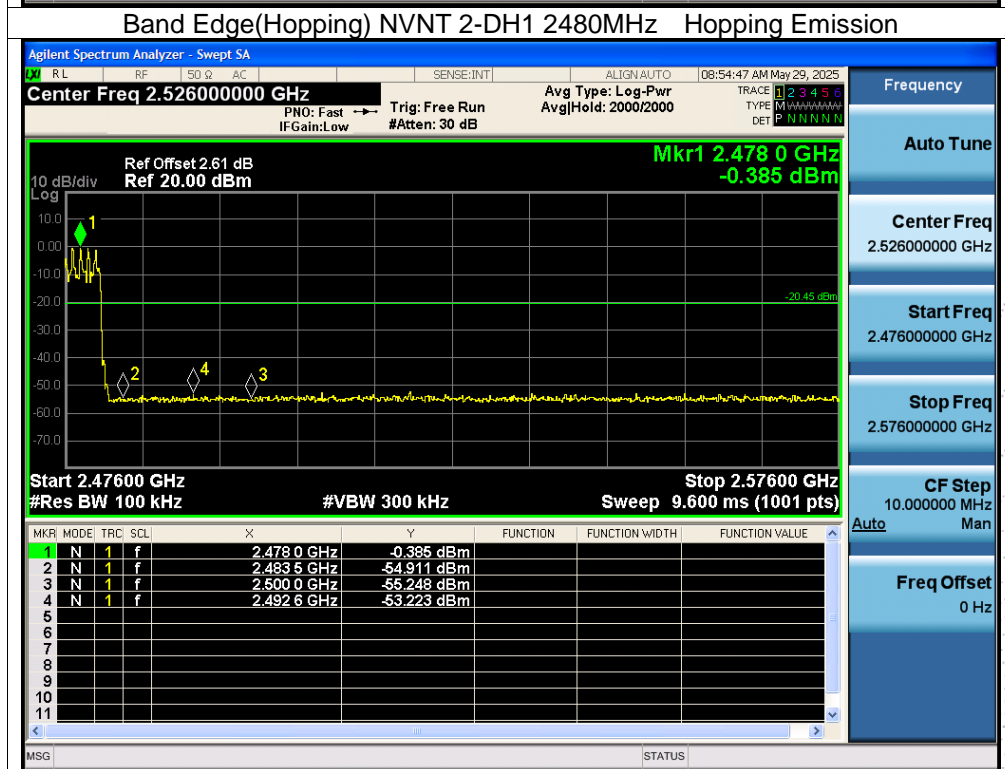 Band Edge(Hopping) NVNT 2-DH1 2480MHz Hopping Emission
Agilent Spectrum Analyzer - Swept SA
LXI RL RF 50 Ω AC SENSE:INT ALIGN AUTO 08:54:47 AM May 29, 2025
Center Freq 2.526000000 GHz
PNO: Fast
IFGain:Low
Trig: Free Run
#Atten: 30 dB
Avg Type: Log-Pwr
Avg|Hold: 2000/2000
TRACE 1 2 3 4 5 6
TYPE M
DET P N N N N N
Ref Offset 2.61 dB
Ref 20.00 dBm
10 dB/div
Log
Mkr1 2.478 0 GHz
-0.385 dBm
10.0
0.00
-10.0
-20.0
-30.0
-40.0
-50.0
-60.0
-70.0
1
2
4
3
-20.45 dBm
Start 2.47600 GHz
Stop 2.57600 GHz
#Res BW 100 kHz
#VBW 300 kHz
Sweep 9.600 ms (1001 pts)
MKR MODE TRC SCL X Y FUNCTION FUNCTION WIDTH FUNCTION VALUE
1 N 1 f 2.478 0 GHz -0.385 dBm
2 N 1 f 2.483 5 GHz -54.911 dBm
3 N 1 f 2.500 0 GHz -55.248 dBm
4 N 1 f 2.492 6 GHz -53.223 dBm
5
6
7
8
9
10
11
MSG
STATUS
Frequency
Auto Tune
Center Freq
2.526000000 GHz
Start Freq
2.476000000 GHz
Stop Freq
2.576000000 GHz
CF Step
10.000000 MHz
Auto Man
Freq Offset
0 Hz